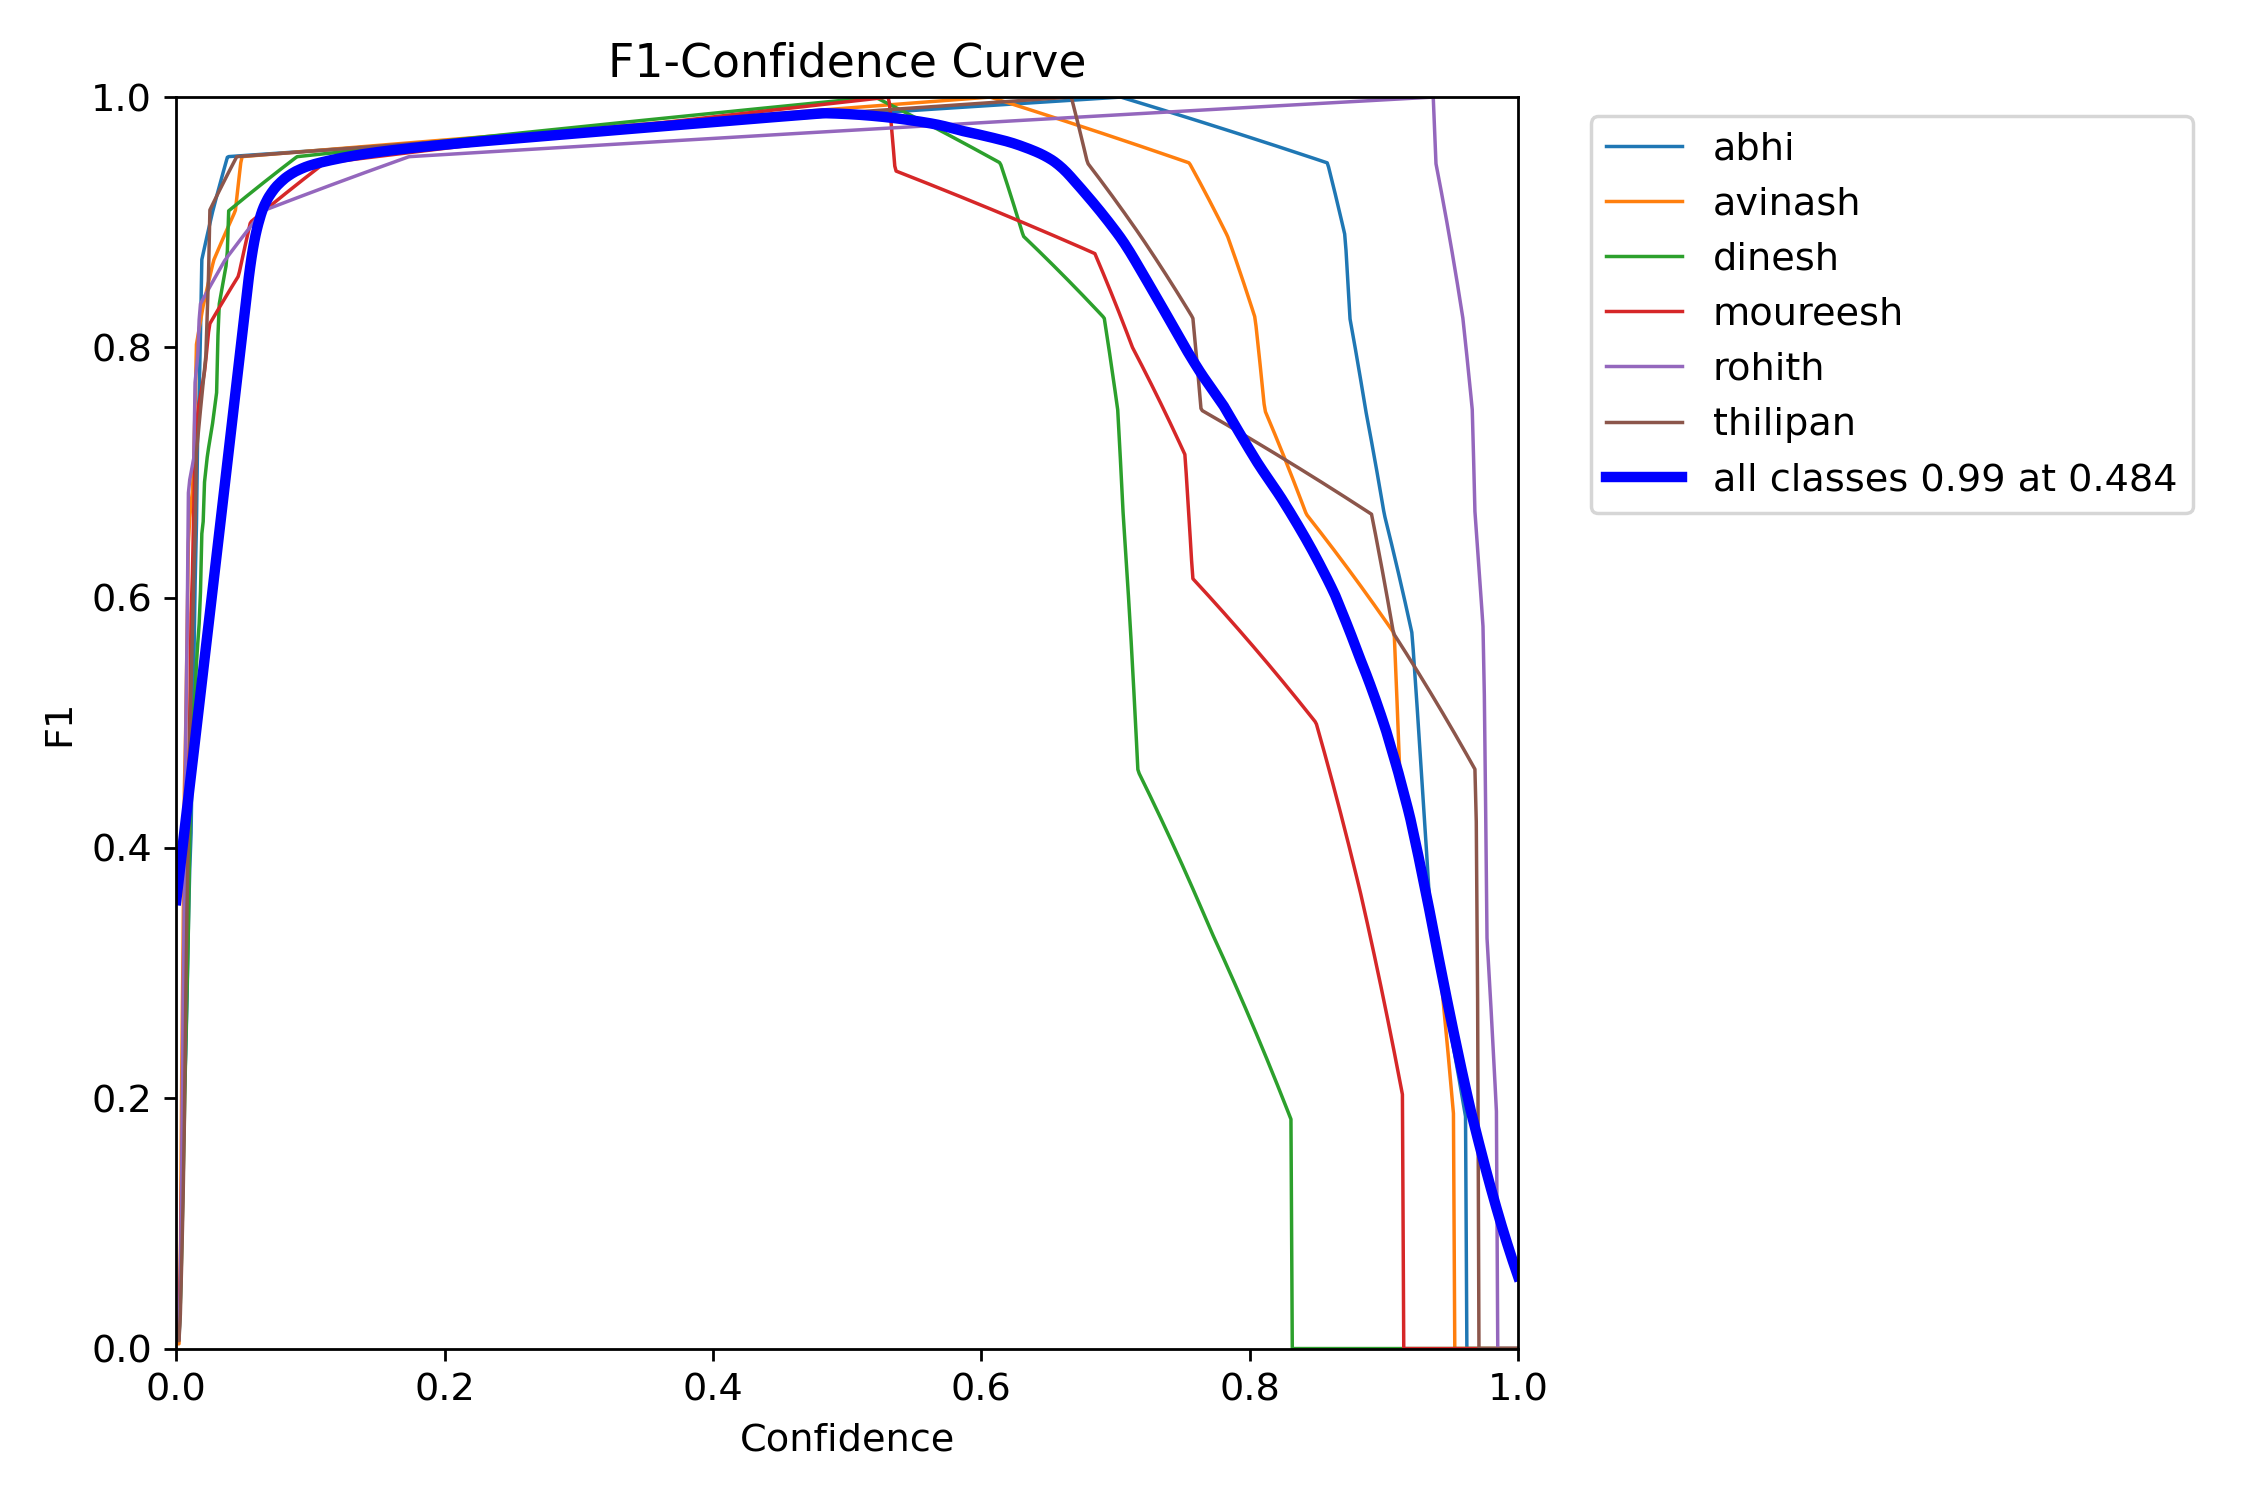 F1-Confidence Curve
1.0
0.8
0.6
0.4
0.2
0.0
F1
0.0 0.2 0.4 0.6 0.8 1.0
Confidence
abhi
avinash
dinesh
moureesh
rohith
thilipan
all classes 0.99 at 0.484